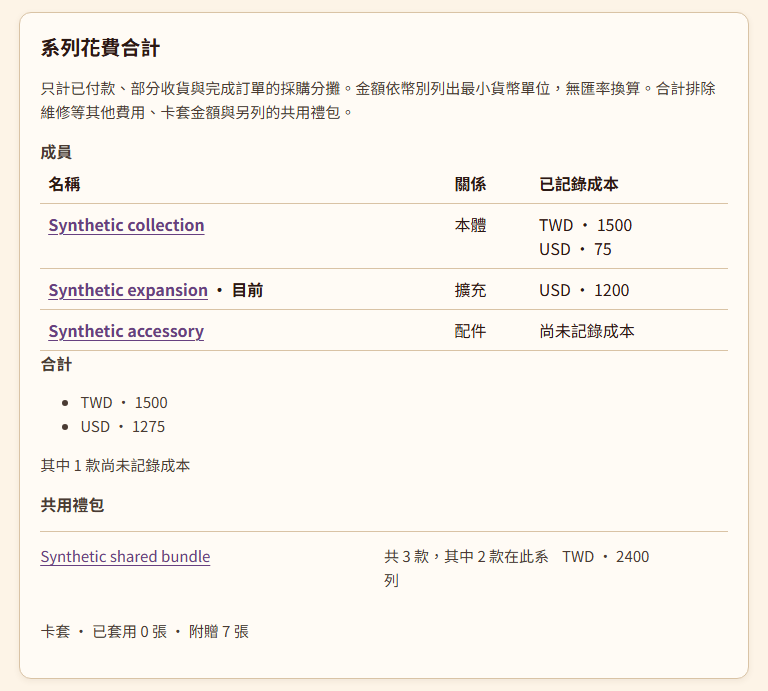 系列花費合計
只計已付款、部分收貨與完成訂單的採購分攤。金額依幣別列出最小貨幣單位，無匯率換算。合計排除
維修等其他費用、卡套金額與另列的共用禮包。
成員
名稱 關係 已記錄成本
Synthetic collection 本體 TWD · 1500
USD · 75
Synthetic expansion · 目前 擴充 USD · 1200
Synthetic accessory 配件 尚未記錄成本
合計
• TWD · 1500
• USD · 1275
其中 1 款尚未記錄成本
共用禮包
Synthetic shared bundle 共 3 款，其中 2 款在此系 TWD · 2400
列
卡套 · 已套用 0 張 · 附贈 7 張